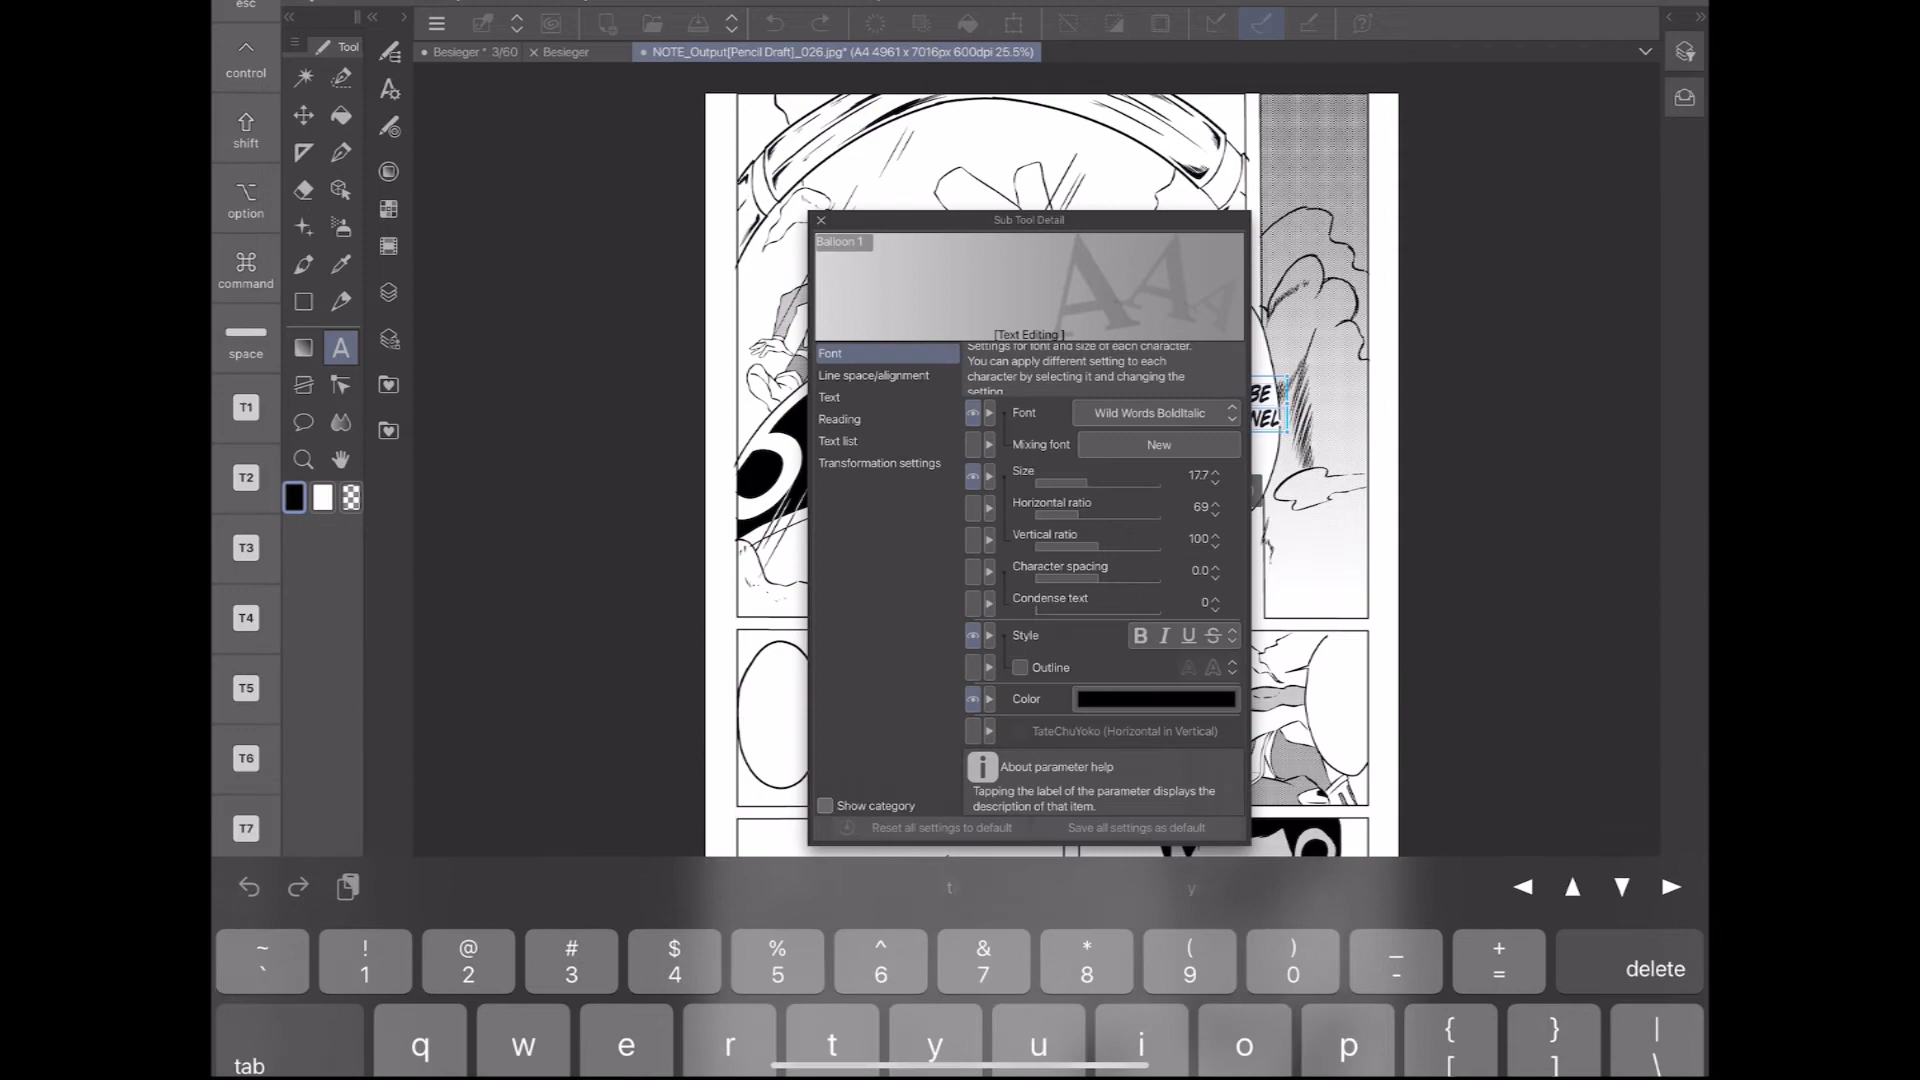 esc
control
shift
option
command
space
T1
T2
T3
T4
T5
T6
T7
Tool
Besieger * 3/60
Besieger
NOTE_Output[Pencil Draft]_026.jpg* (A4 4961 x 7016px 600dpi 25.5%)
Sub Tool Detail
Balloon 1
[Text Editing ]
Font
Line space/alignment
Text
Reading
Text list
Transformation settings
Settings for font and size of each character.
You can apply different setting to each
character by selecting it and changing the
setting.
Font Wild Words BoldItalic
Mixing font New
Size 17.7
Horizontal ratio 69
Vertical ratio 100
Character spacing 0.0
Condense text 0
Style B I U S
Outline A A
Color
TateChuYoko (Horizontal in Vertical)
About parameter help
Tapping the label of the parameter displays the
description of that item.
Show category
Reset all settings to default Save all settings as default
BE
NEL
t y
~ ! @ # $ % ^ & * ( ) _ +
` 1 2 3 4 5 6 7 8 9 0 - = delete
tab q w e r t y u i o p { } |
[ ] \